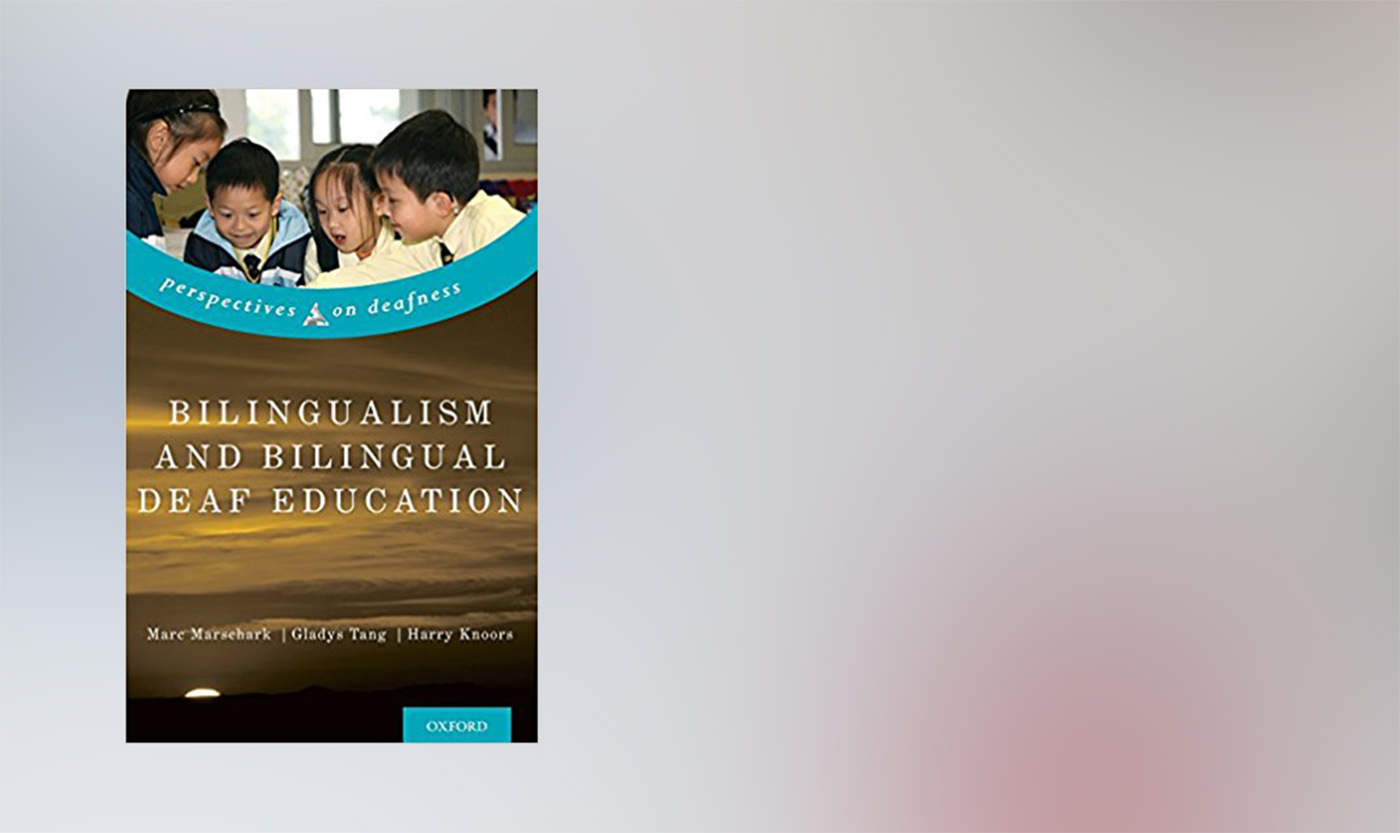 perspectives on deafness
BILINGUALISM
AND BILINGUAL
DEAF EDUCATION
Marc Marschark | Gladys Tang | Harry Knoors
OXFORD